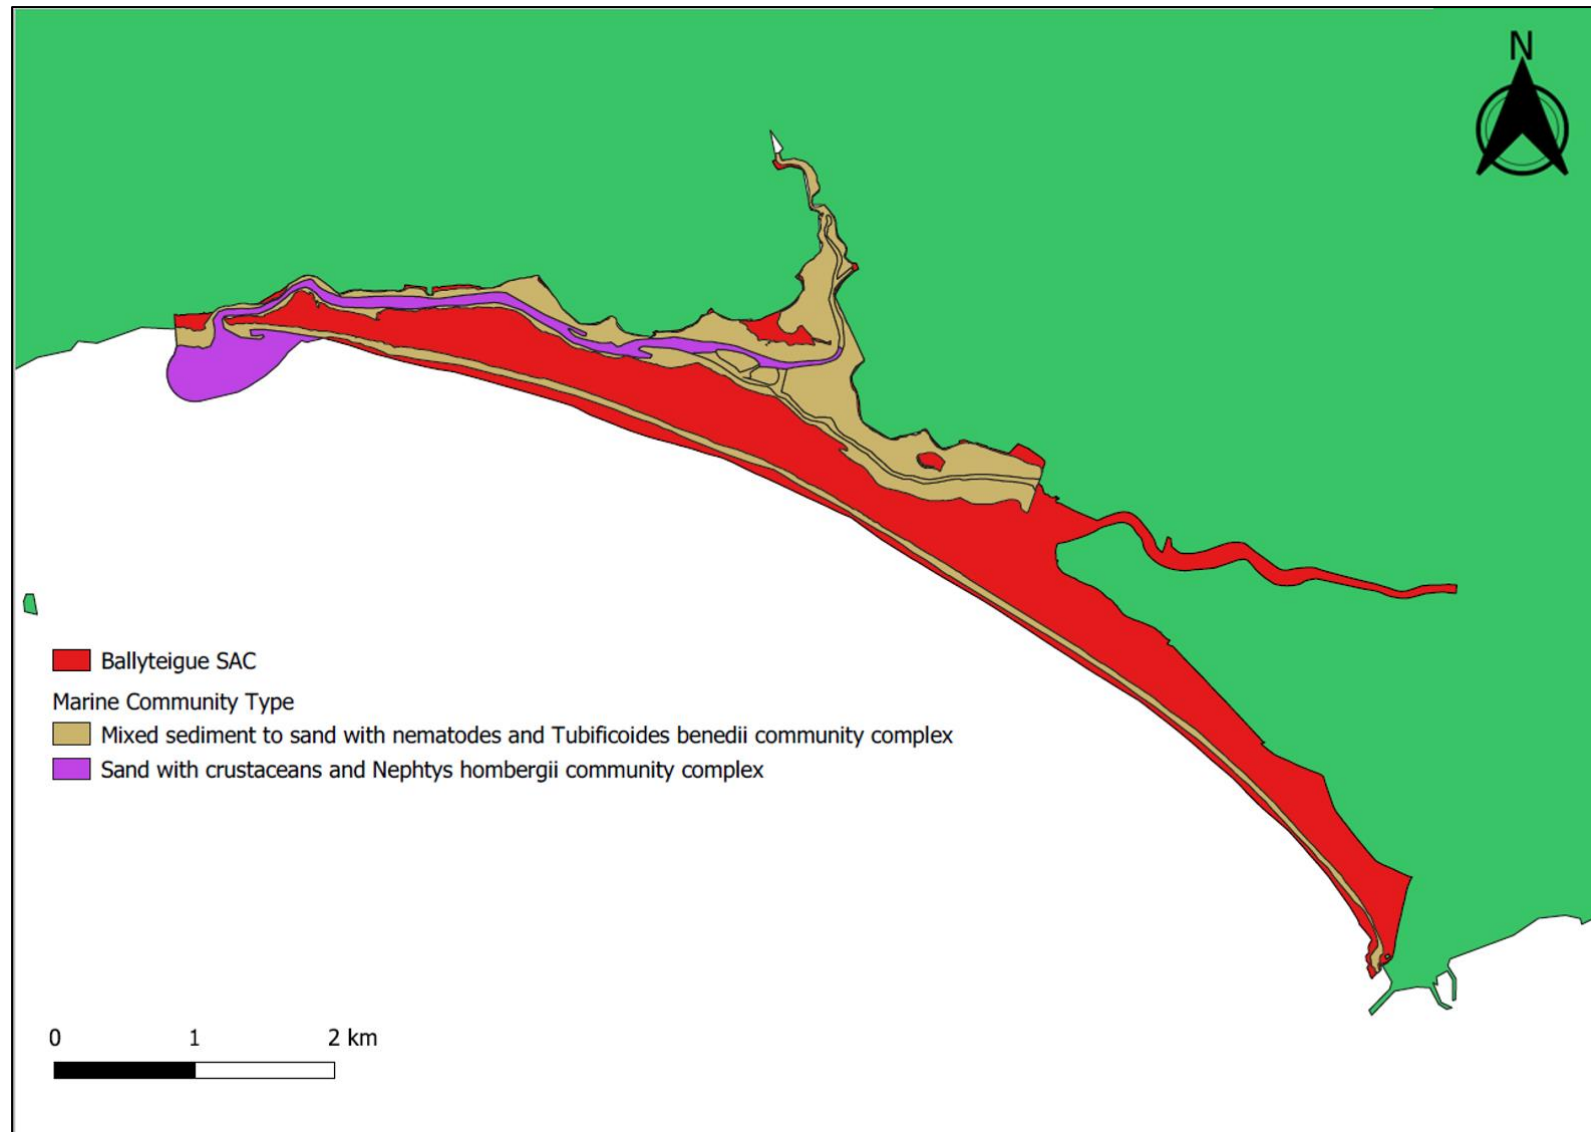 N
Ballyteigue SAC
Marine Community Type
Mixed sediment to sand with nematodes and Tubificoides benedii community complex
Sand with crustaceans and Nephtys hombergii community complex
0 1 2 km